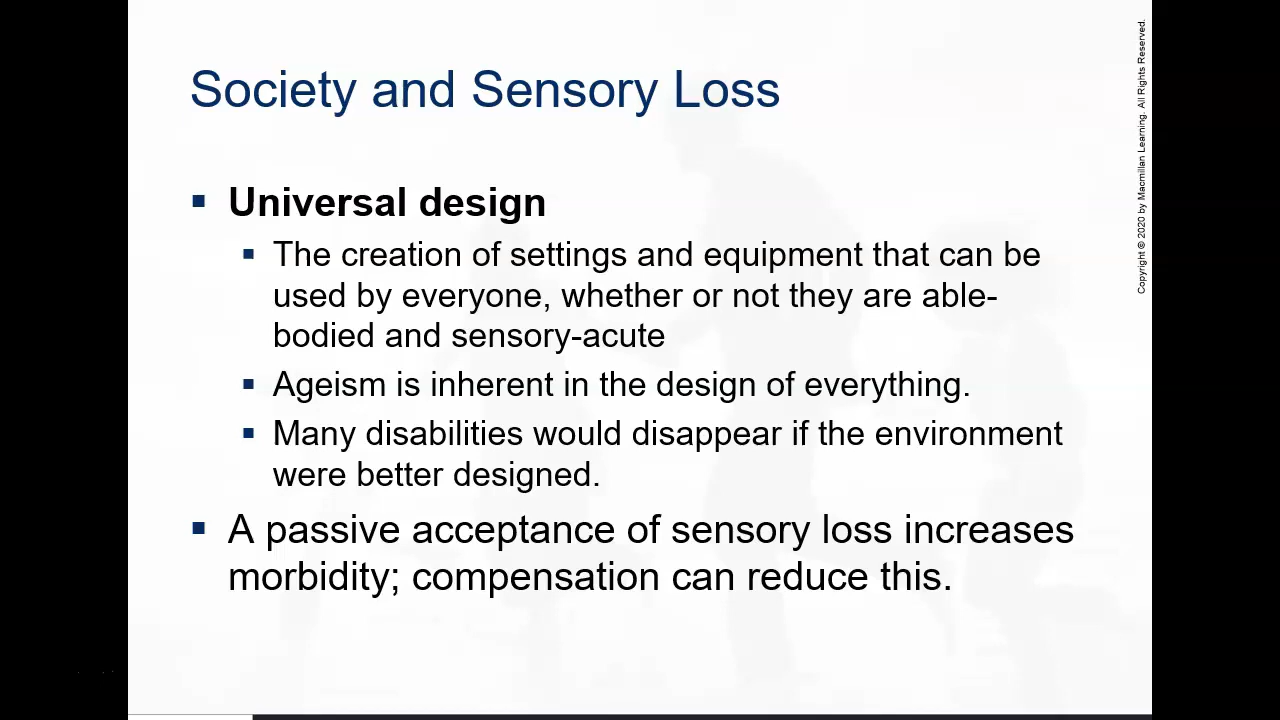 Society and Sensory Loss
Universal design
The creation of settings and equipment that can be
used by everyone, whether or not they are able-
bodied and sensory-acute
Ageism is inherent in the design of everything.
Many disabilities would disappear if the environment
were better designed.
A passive acceptance of sensory loss increases
morbidity; compensation can reduce this.
Copyright © 2020 by Macmillan Learning. All Rights Reserved.